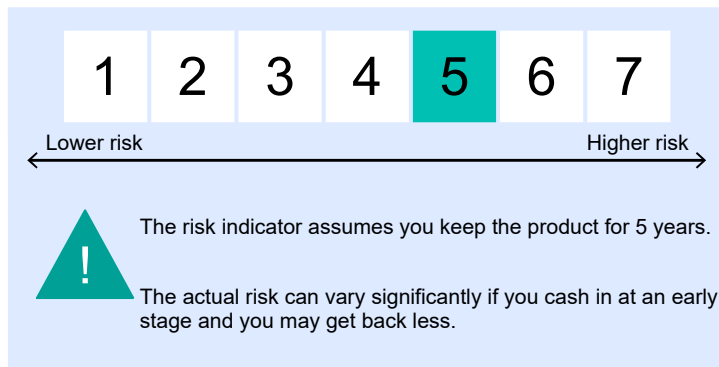 1 2 3 4 5 6 7
Lower risk Higher risk
The risk indicator assumes you keep the product for 5 years.
!
The actual risk can vary significantly if you cash in at an early
stage and you may get back less.